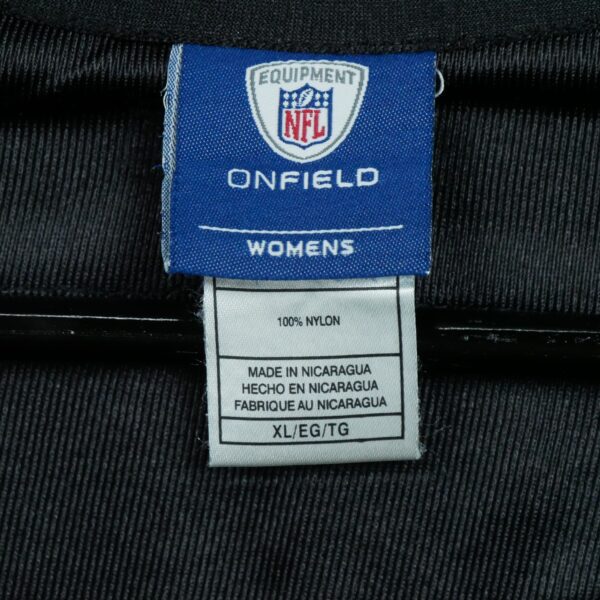 EQUIPMENT
NFL
ONFIELD
WOMENS
100% NYLON
MADE IN NICARAGUA
HECHO EN NICARAGUA
FABRIQUE AU NICARAGUA
XL/EG/TG